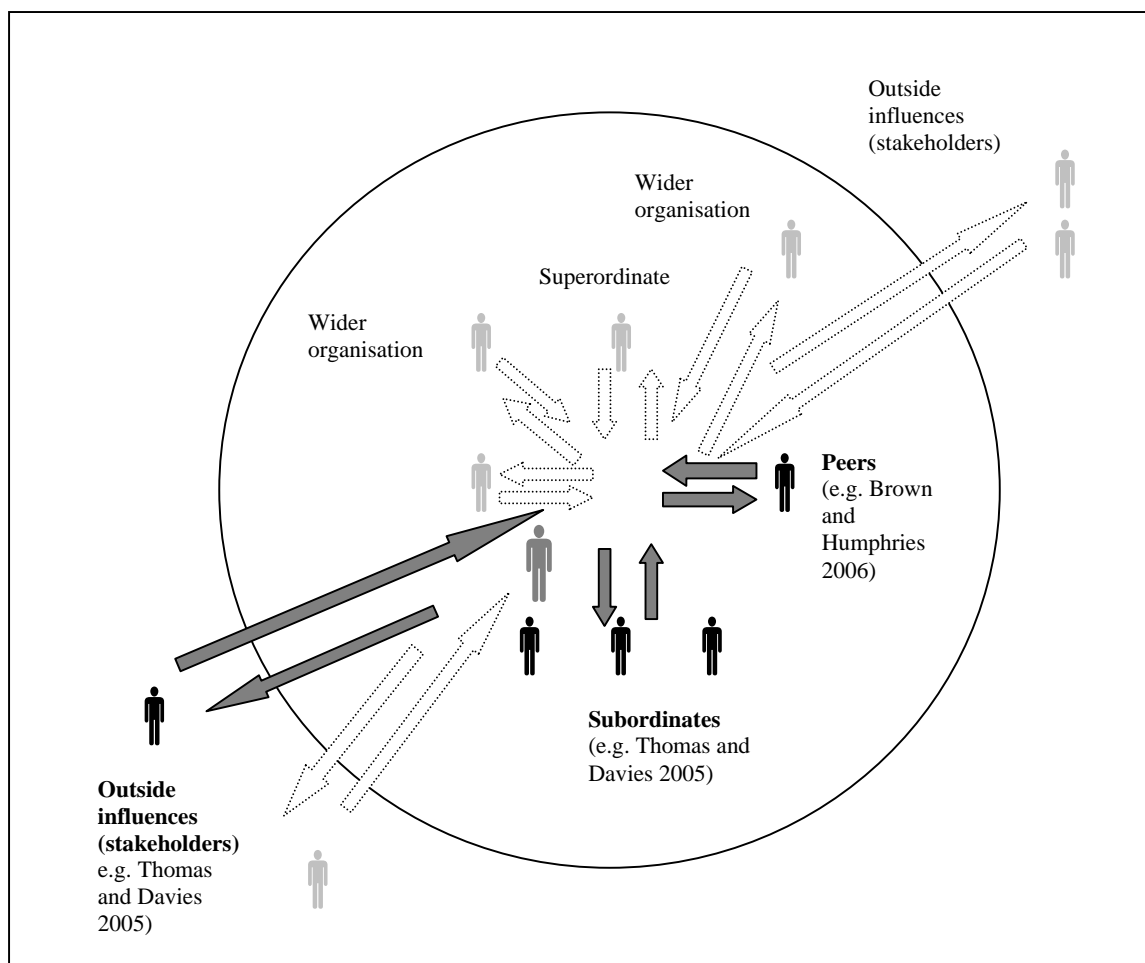 Outside
influences
(stakeholders)
Wider
organisation
Superordinate
Wider
organisation
Peers
(e.g. Brown
and
Humphries
2006)
Subordinates
(e.g. Thomas and
Davies 2005)
Outside
influences
(stakeholders)
e.g. Thomas
and Davies
2005)